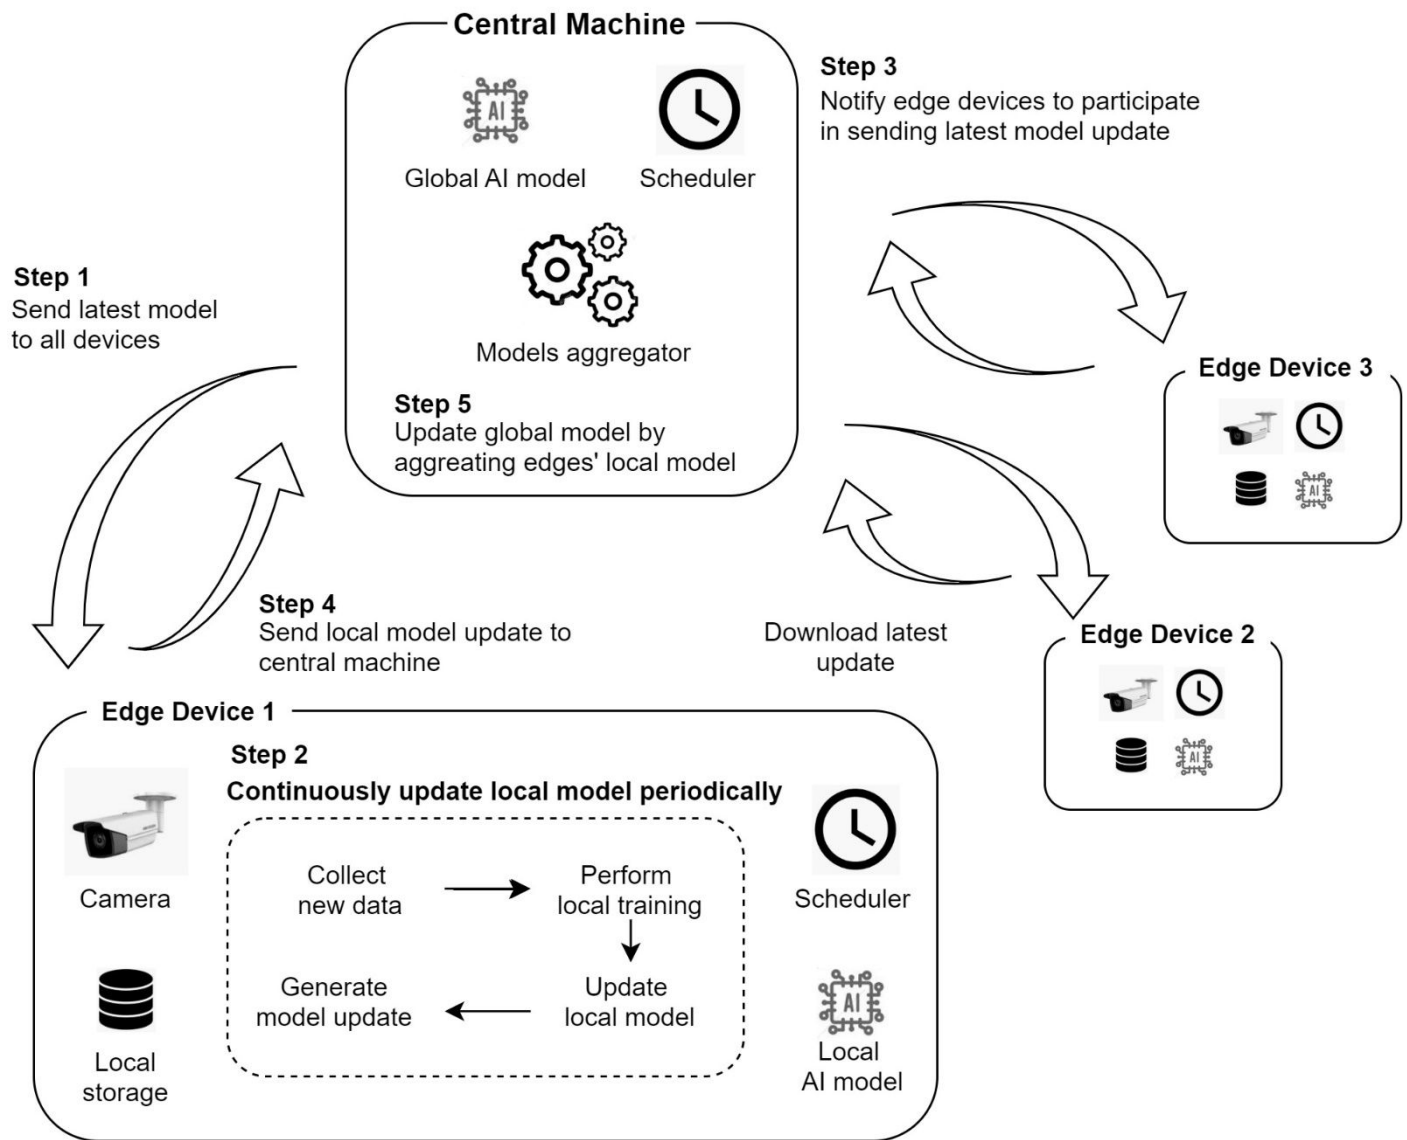 Central Machine
Global AI model
Scheduler
Models aggregator
Step 5
Update global model by
aggreating edges' local model
Step 3
Notify edge devices to participate
in sending latest model update
Step 1
Send latest model
to all devices
Step 4
Send local model update to
central machine
Download latest
update
Edge Device 3
AI
Edge Device 2
AI
Edge Device 1
Step 2
Continuously update local model periodically
Camera
Local
storage
Collect
new data
Perform
local training
Update
local model
Generate
model update
Scheduler
AI
Local
AI model
AI